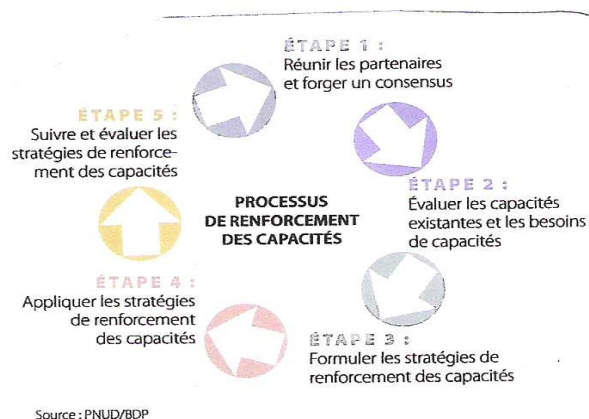 ÉTAPE 1 :
Réunir les partenaires
et forger un consensus
ÉTAPE 2 :
Évaluer les capacités
existantes et les besoins
de capacités
ÉTAPE 3 :
Formuler les stratégies de
renforcement des capacités
ÉTAPE 4 :
Appliquer les stratégies
de renforcement
des capacités
ÉTAPE 5 :
Suivre et évaluer les
stratégies de renforce-
ment des capacités
PROCESSUS
DE RENFORCEMENT
DES CAPACITÉS
Source : PNUD/BDP